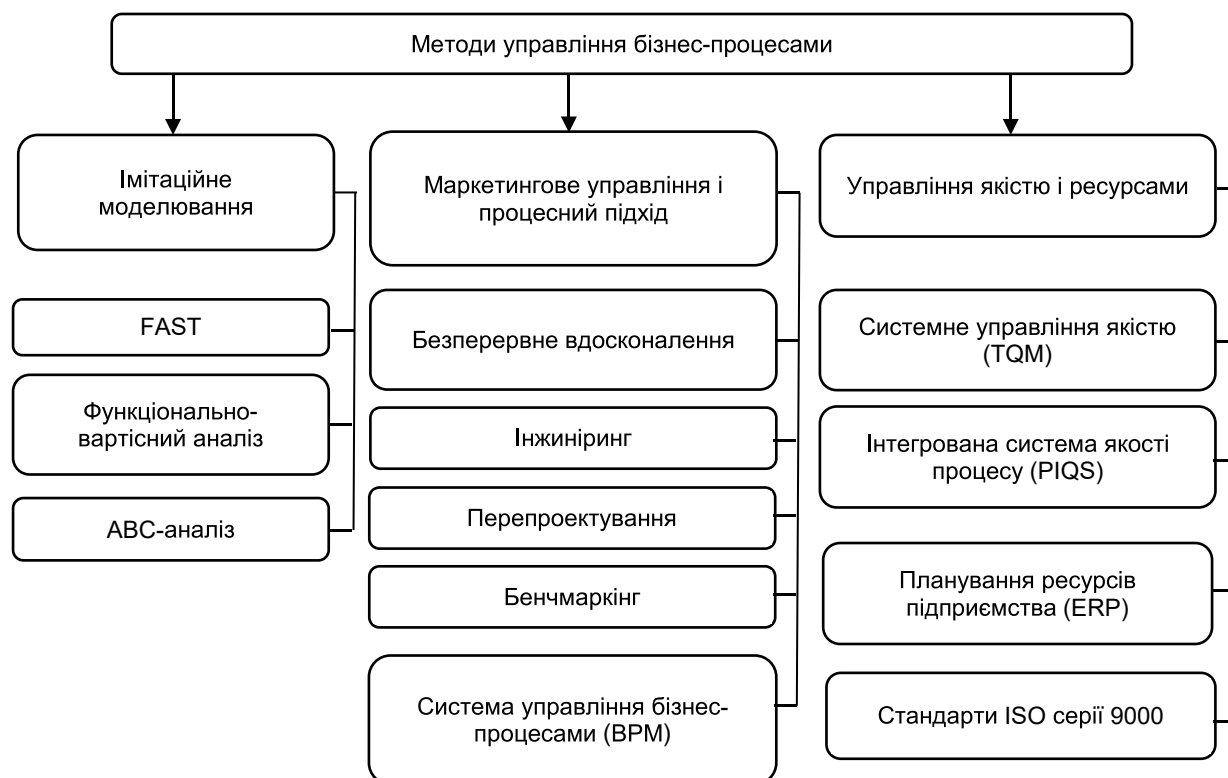 Методи управління бізнес-процесами
Імітаційне
моделювання
FAST
Функціонально-
вартісний аналіз
АВС-аналіз
Маркетингове управління і
процесний підхід
Безперервне вдосконалення
Інжиніринг
Перепроектування
Бенчмаркінг
Система управління бізнес-
процесами (BPM)
Управління якістю і ресурсами
Системне управління якістю
(TQM)
Інтегрована система якості
процесу (PIQS)
Планування ресурсів
підприємства (ERP)
Стандарти ISO серії 9000